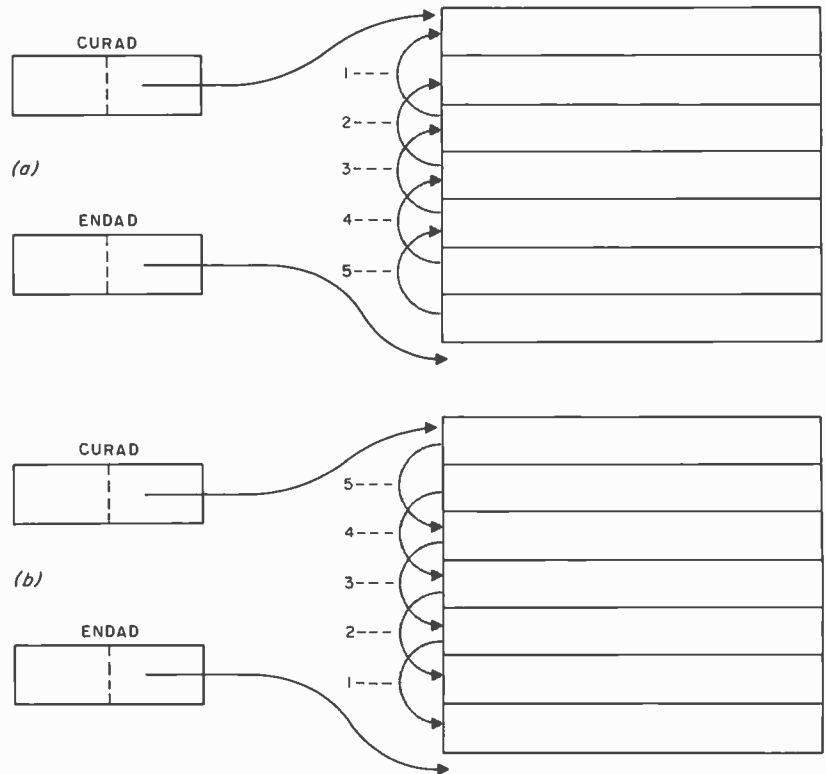 CURAD
1----
2----
(a)
3----
ENDAD
4----
5----
CURAD
5----
4----
(b)
3----
ENDAD
2----
1----